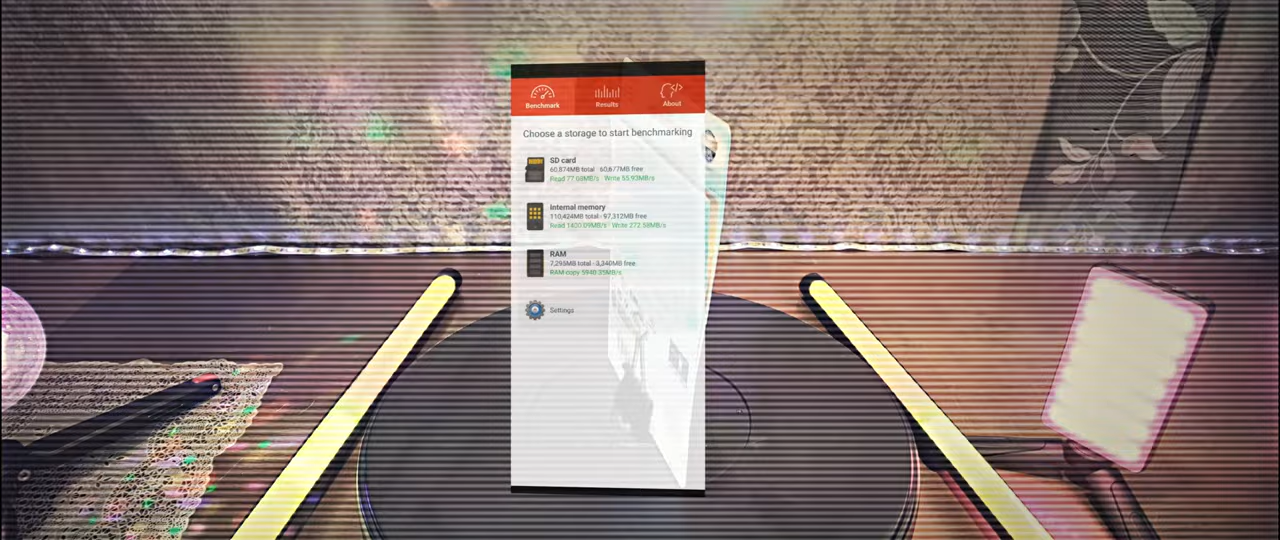 Benchmark
Results
About
Choose a storage to start benchmarking
SD card
60,874MB total · 60,677MB free
Read 77.68MB/s · Write 55.93MB/s
Internal memory
110,424MB total · 97,312MB free
Read 1400.09MB/s · Write 272.58MB/s
RAM
7,295MB total · 3,340MB free
RAM copy 5940.35MB/s
Settings